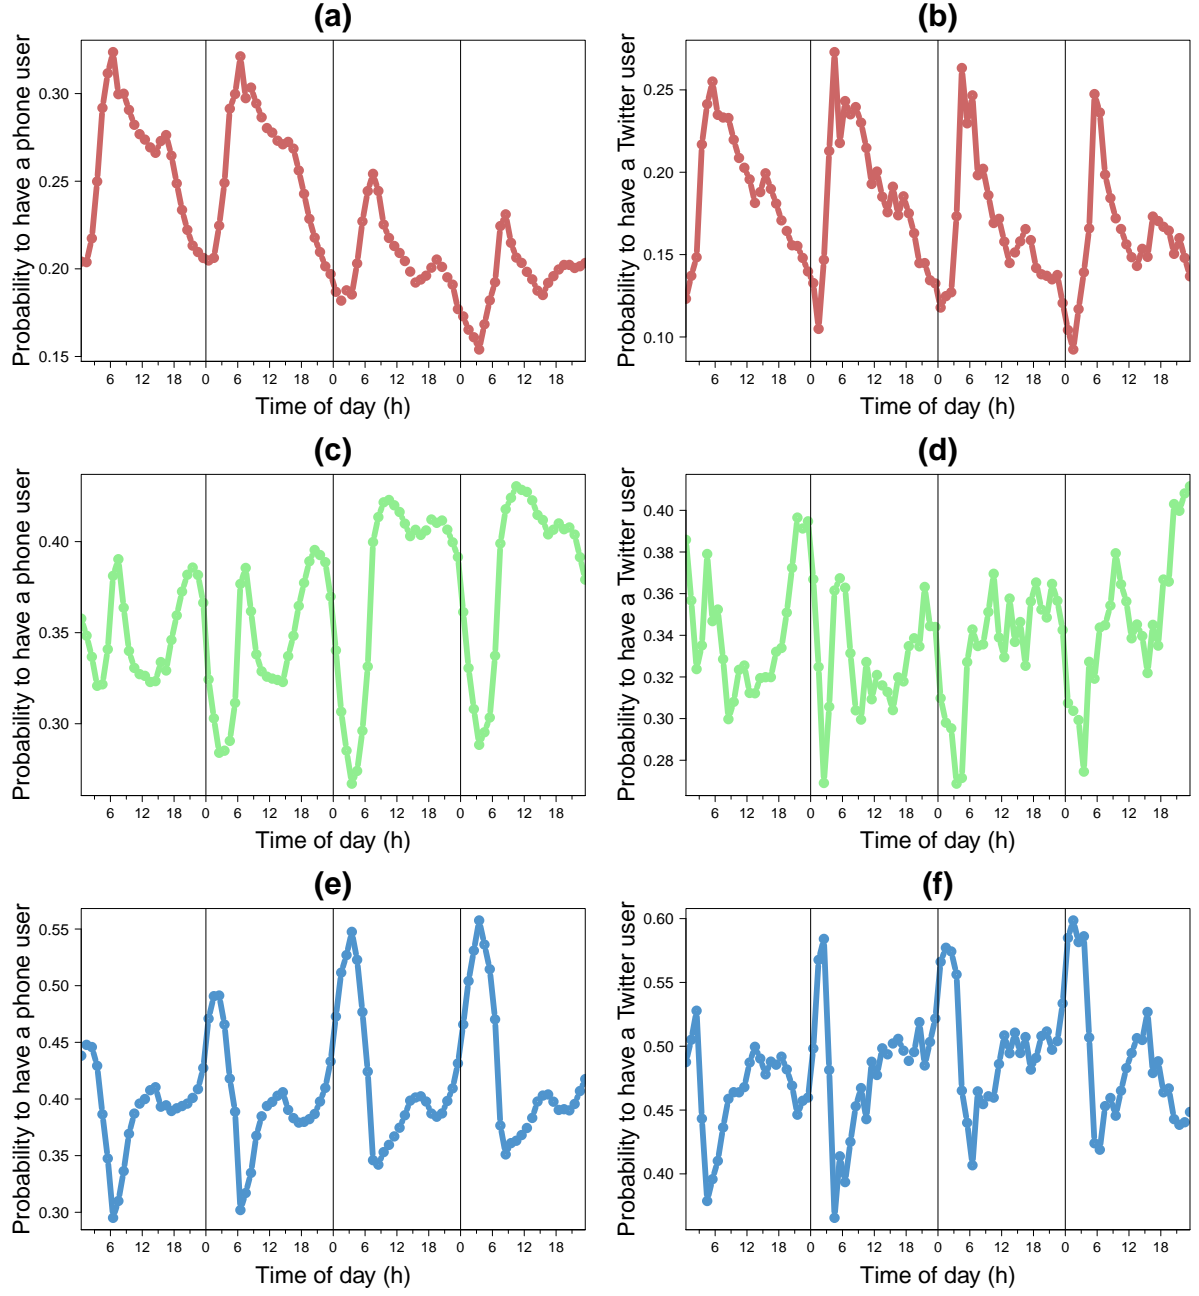 (a)
Probability to have a phone user
0.30
0.25
0.20
0.15
6 12 18 0 6 12 18 0 6 12 18 0 6 12 18
Time of day (h)
(b)
Probability to have a Twitter user
0.25
0.20
0.15
0.10
6 12 18 0 6 12 18 0 6 12 18 0 6 12 18
Time of day (h)
(c)
Probability to have a phone user
0.40
0.35
0.30
6 12 18 0 6 12 18 0 6 12 18 0 6 12 18
Time of day (h)
(d)
Probability to have a Twitter user
0.40
0.38
0.36
0.34
0.32
0.30
0.28
6 12 18 0 6 12 18 0 6 12 18 0 6 12 18
Time of day (h)
(e)
Probability to have a phone user
0.55
0.50
0.45
0.40
0.35
0.30
6 12 18 0 6 12 18 0 6 12 18 0 6 12 18
Time of day (h)
(f)
Probability to have a Twitter user
0.60
0.55
0.50
0.45
0.40
6 12 18 0 6 12 18 0 6 12 18 0 6 12 18
Time of day (h)